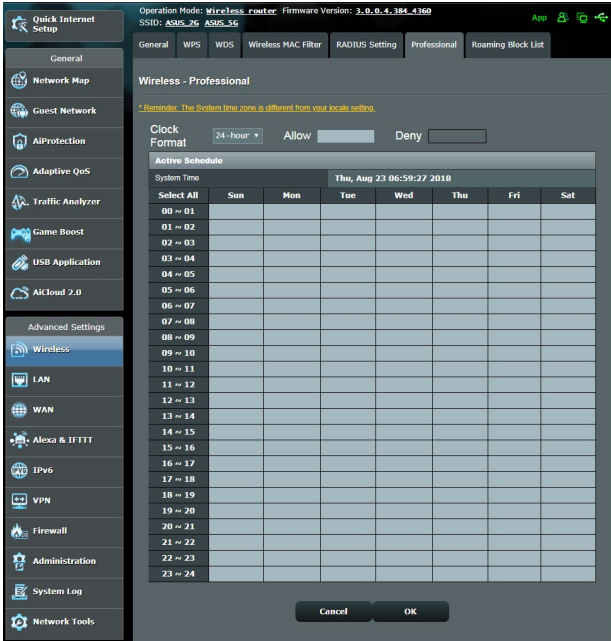 Quick Internet
Setup
General
Network Map
Guest Network
AiProtection
Adaptive QoS
Traffic Analyzer
Game Boost
USB Application
AiCloud 2.0
Advanced Settings
Wireless
LAN
WAN
Alexa & IFTTT
IPv6
VPN
Firewall
Administration
System Log
Network Tools
Operation Mode: Wireless router Firmware Version: 3.0.0.4.384_4360
SSID: ASUS_2G ASUS_5G
App
General WPS WDS Wireless MAC Filter RADIUS Setting Professional Roaming Block List
Wireless - Professional
* Reminder: The System time zone is different from your locale setting.
Clock
Format 24-hour Allow Deny
Active Schedule
System Time Thu, Aug 23 06:59:27 2018
Select All Sun Mon Tue Wed Thu Fri Sat
00 ~ 01
01 ~ 02
02 ~ 03
03 ~ 04
04 ~ 05
05 ~ 06
06 ~ 07
07 ~ 08
08 ~ 09
09 ~ 10
10 ~ 11
11 ~ 12
12 ~ 13
13 ~ 14
14 ~ 15
15 ~ 16
16 ~ 17
17 ~ 18
18 ~ 19
19 ~ 20
20 ~ 21
21 ~ 22
22 ~ 23
23 ~ 24
Cancel OK